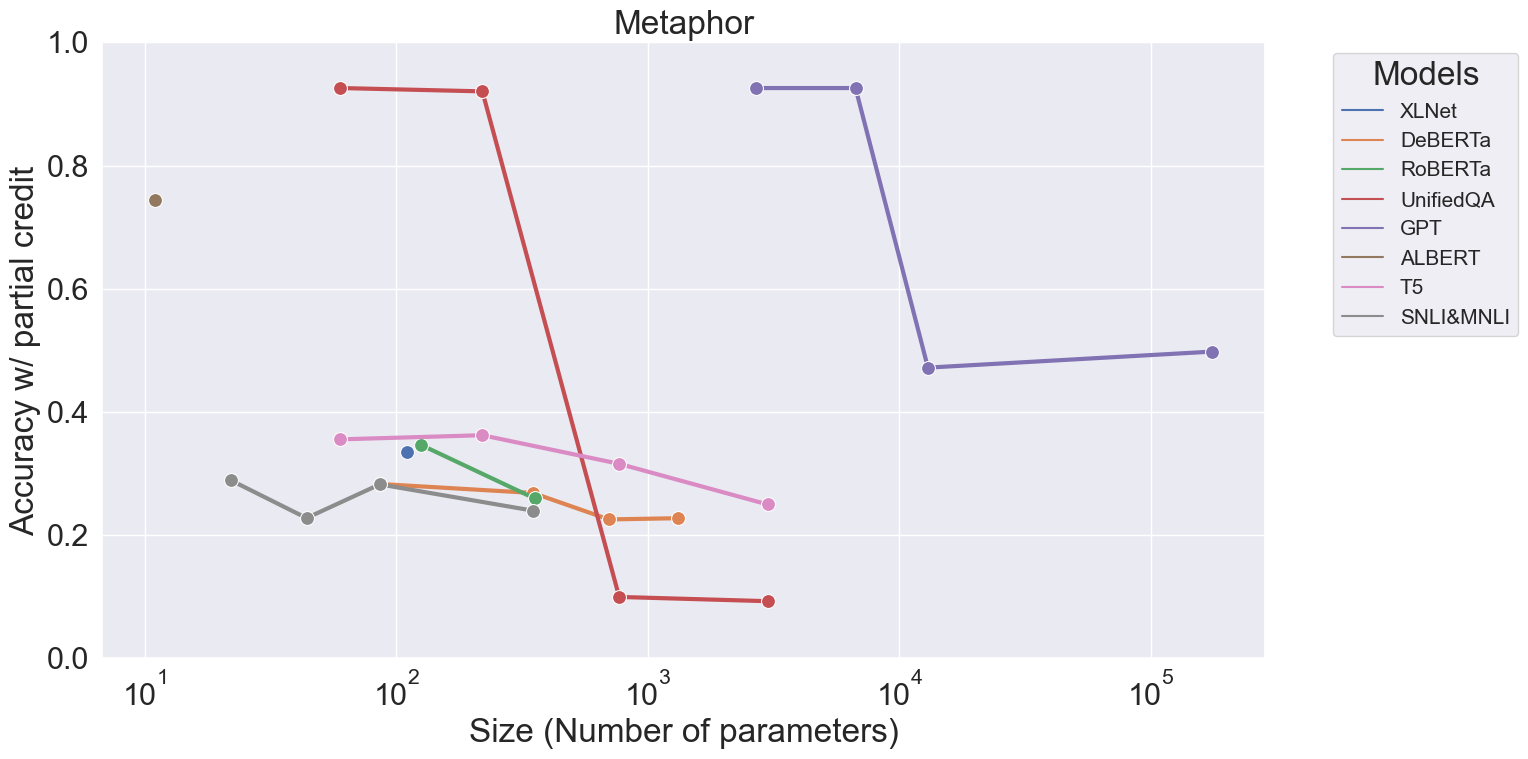 Metaphor
1.0
0.8
0.6
0.4
0.2
0.0
Accuracy w/ partial credit
10^1 10^2 10^3 10^4 10^5
Size (Number of parameters)
Models
XLNet
DeBERTa
RoBERTa
UnifiedQA
GPT
ALBERT
T5
SNLI&MNLI